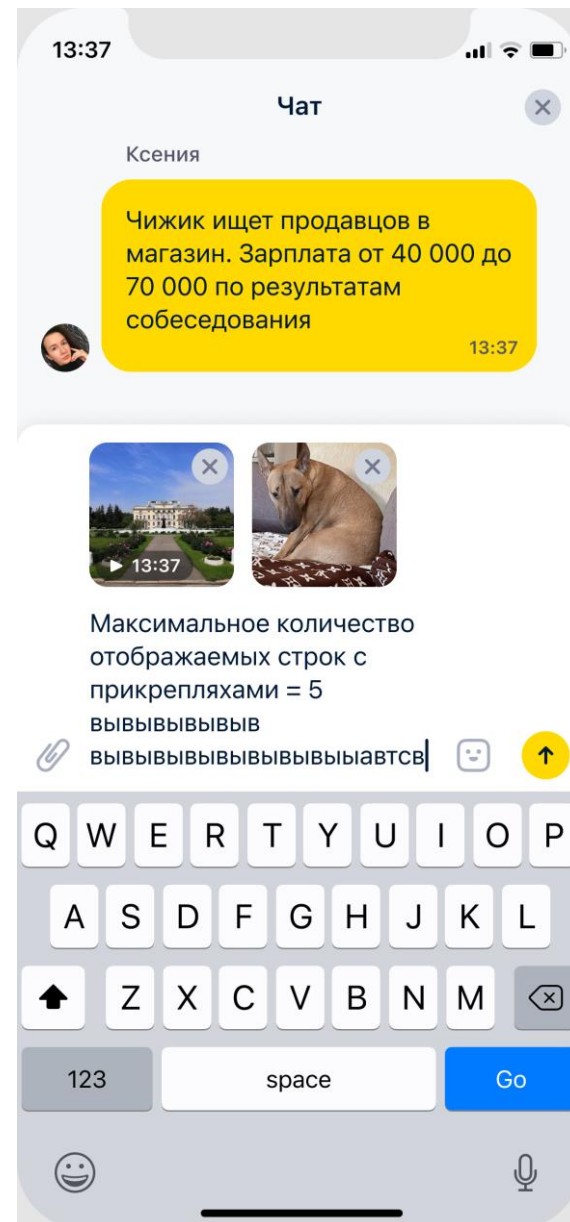 13:37
Чат
Ксения
Чижик ищет продавцов в
магазин. Зарплата от 40 000 до
70 000 по результатам
собеседования
13:37
13:37
Максимальное количество
отображаемых строк с
прикрепляхами = 5
вывывывывыв
вывывывывывывывывыыавтсв
Q W E R T Y U I O P
A S D F G H J K L
Z X C V B N M
123 space Go